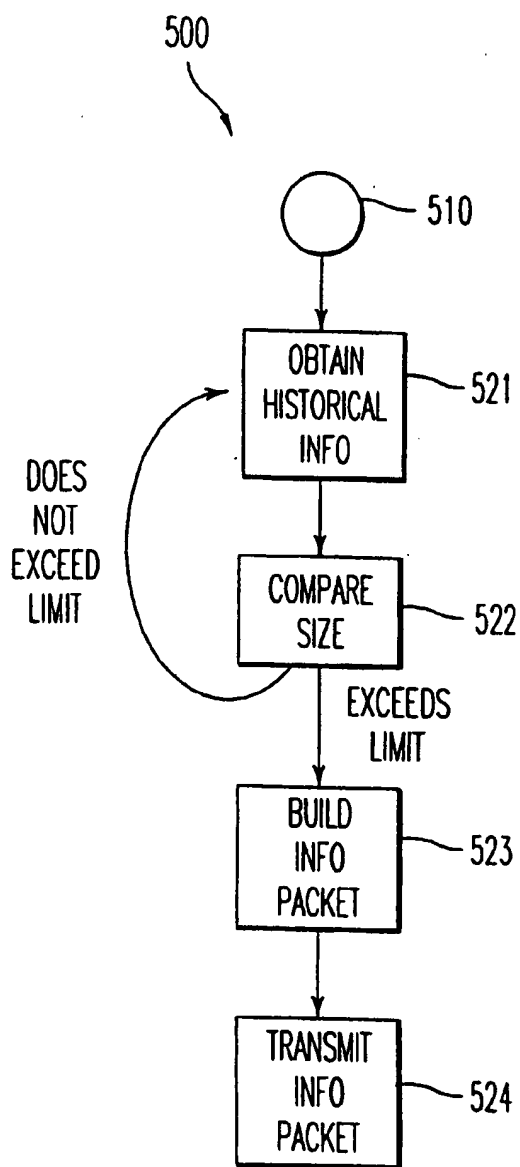 500
510
OBTAIN
HISTORICAL
INFO
521
DOES
NOT
EXCEED
LIMIT
COMPARE
SIZE
522
EXCEEDS
LIMIT
BUILD
INFO
PACKET
523
TRANSMIT
INFO
PACKET
524